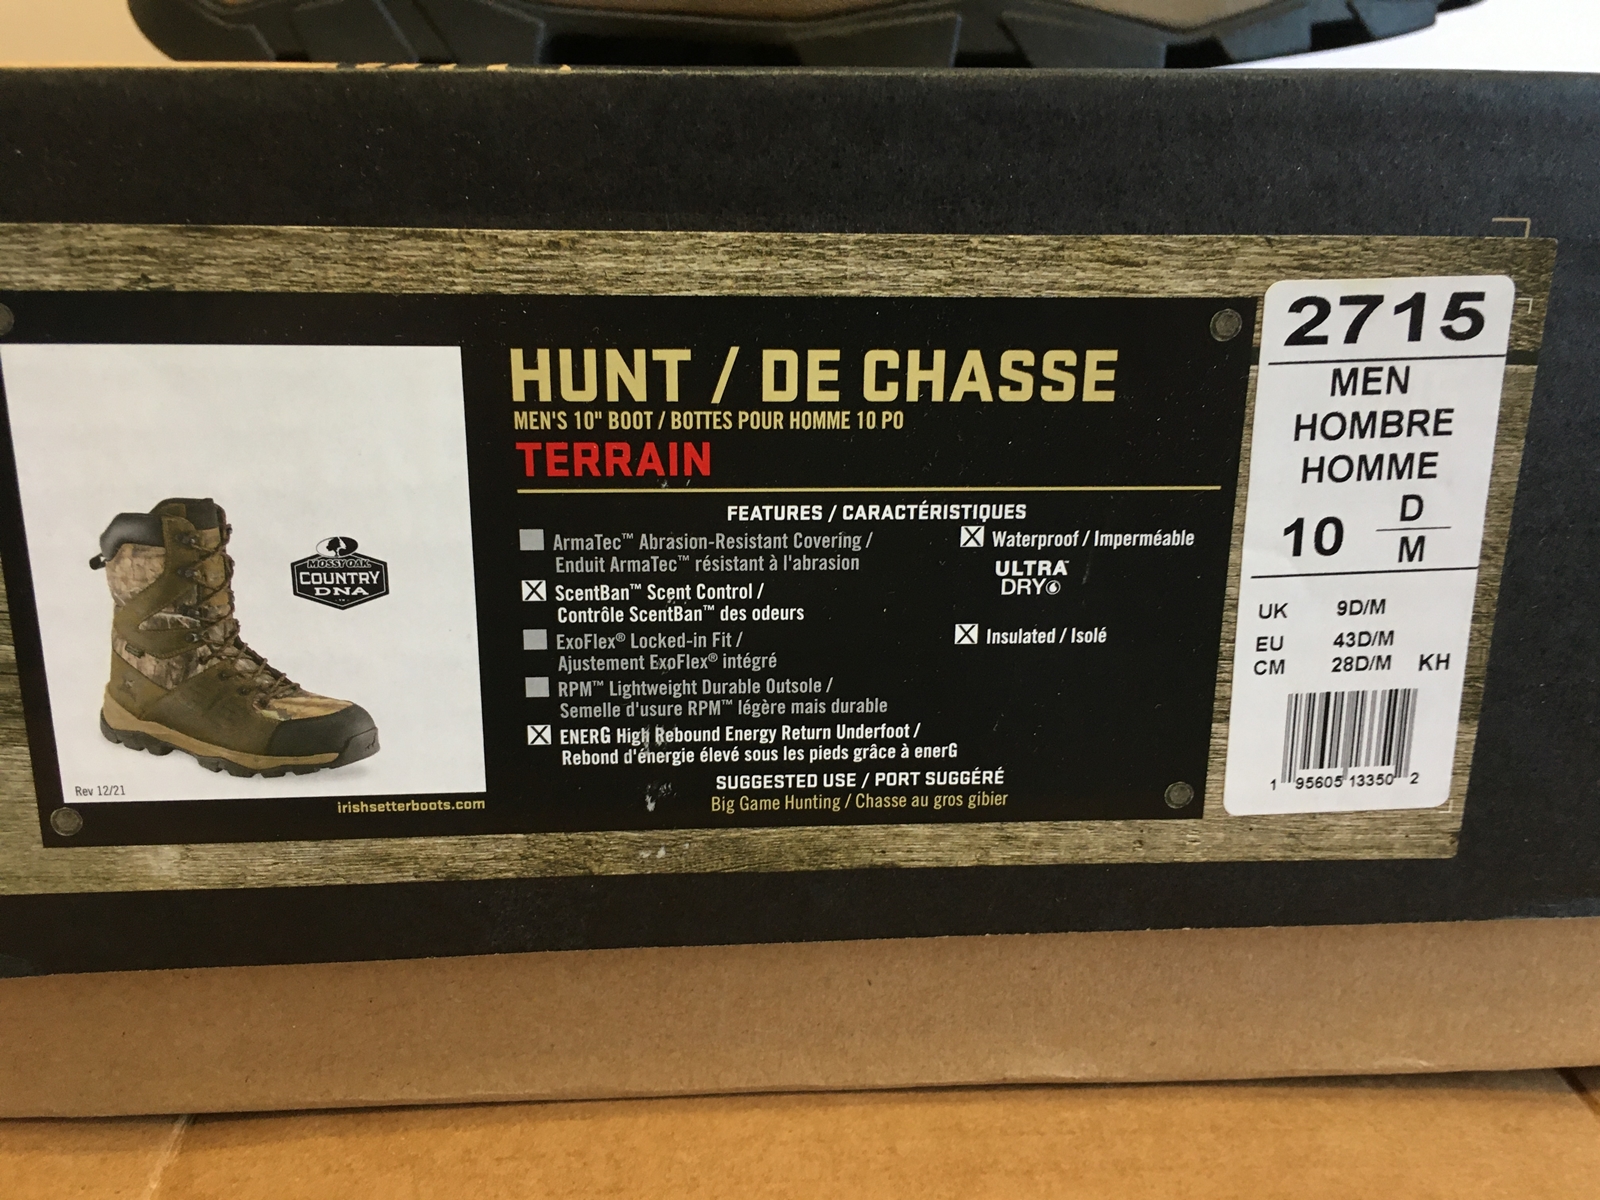 HUNT / DE CHASSE
MEN'S 10" BOOT / BOTTES POUR HOMME 10 PO
TERRAIN
FEATURES / CARACTÉRISTIQUES
ArmaTec™ Abrasion-Resistant Covering /
Enduit ArmaTec™ résistant à l'abrasion
ScentBan™ Scent Control /
Contrôle ScentBan™ des odeurs
ExoFlex® Locked-in Fit /
Ajustement ExoFlex® intégré
RPM™ Lightweight Durable Outsole /
Semelle d'usure RPM™ légère mais durable
ENERG High Rebound Energy Return Underfoot /
Rebond d'énergie élevé sous les pieds grâce à enerG
Waterproof / Imperméable
ULTRA
DRY
Insulated / Isolé
SUGGESTED USE / PORT SUGGÉRÉ
Big Game Hunting / Chasse au gros gibier
MOSSY OAK
COUNTRY
DNA
Rev 12/21
irishsetterboots.com
2715
MEN
HOMBRE
HOMME
10 D
M
UK 9D/M
EU 43D/M
CM 28D/M KH
1 95605 13350 2